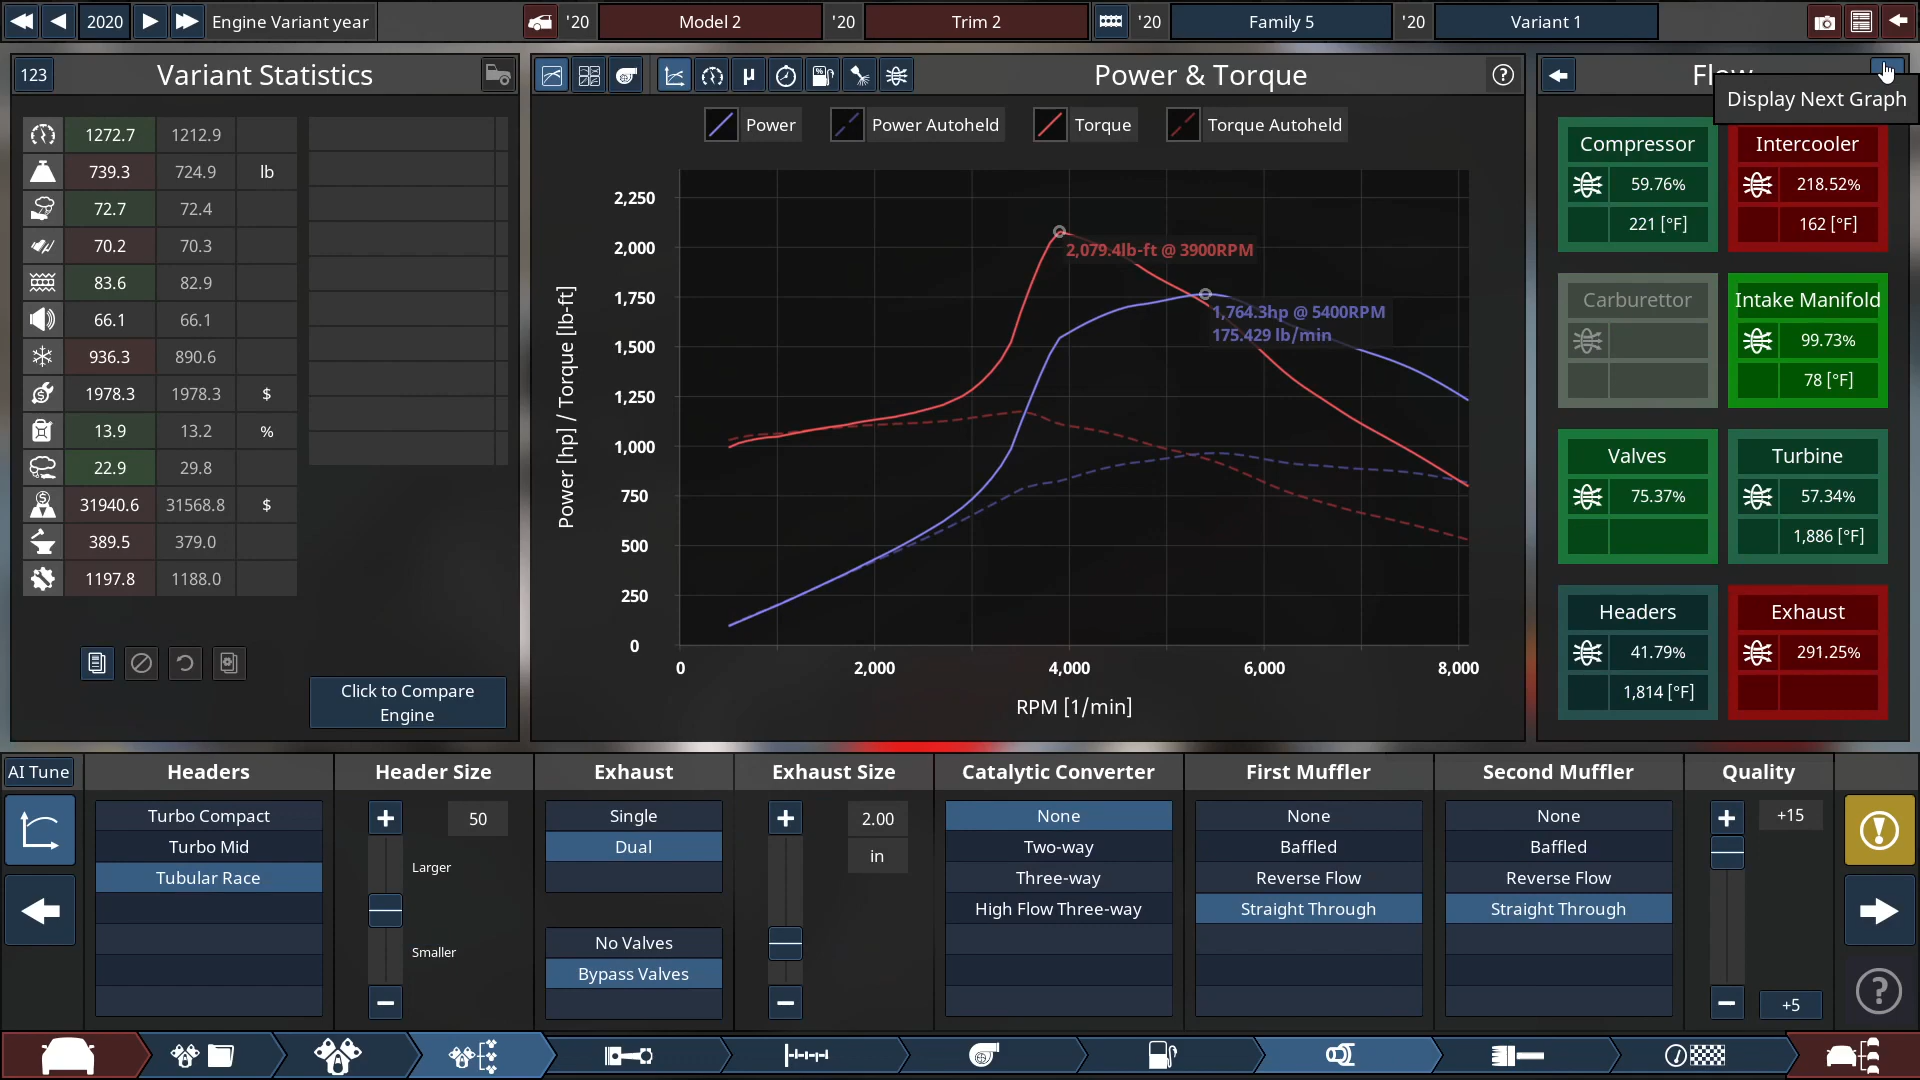 2020
Engine Variant year
'20
Model 2
'20
Trim 2
'20
Family 5
'20
Variant 1
123
Variant Statistics
1272.7 1212.9
739.3 724.9 lb
72.7 72.4
70.2 70.3
83.6 82.9
66.1 66.1
936.3 890.6
1978.3 1978.3 $
13.9 13.2 %
22.9 29.8
31940.6 31568.8 $
389.5 379.0
1197.8 1188.0
Click to Compare
Engine
Power & Torque
Power
Power Autoheld
Torque
Torque Autoheld
Power [hp] / Torque [lb-ft]
2,250
2,000
1,750
1,500
1,250
1,000
750
500
250
0
2,079.4lb-ft @ 3900RPM
1,764.3hp @ 5400RPM
175.429 lb/min
0 2,000 4,000 6,000 8,000
RPM [1/min]
Flow
Display Next Graph
Compressor
59.76%
221 [°F]
Intercooler
218.52%
162 [°F]
Carburettor
Intake Manifold
99.73%
78 [°F]
Valves
75.37%
Turbine
57.34%
1,886 [°F]
Headers
41.79%
1,814 [°F]
Exhaust
291.25%
AI Tune
Headers
Turbo Compact
Turbo Mid
Tubular Race
Header Size
50
Larger
Smaller
Exhaust
Single
Dual
No Valves
Bypass Valves
Exhaust Size
2.00
in
Catalytic Converter
None
Two-way
Three-way
High Flow Three-way
First Muffler
None
Baffled
Reverse Flow
Straight Through
Second Muffler
None
Baffled
Reverse Flow
Straight Through
Quality
+15
+5